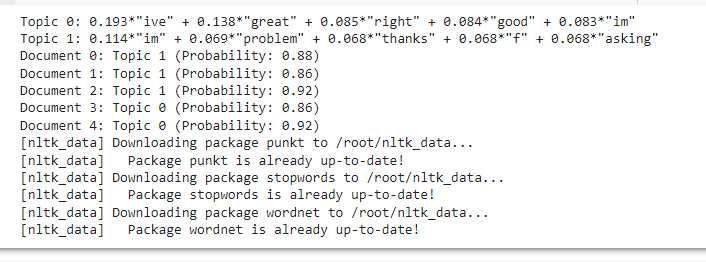 Topic 0: 0.193*"ive" + 0.138*"great" + 0.085*"right" + 0.084*"good" + 0.083*"im"
Topic 1: 0.114*"im" + 0.069*"problem" + 0.068*"thanks" + 0.068*"f" + 0.068*"asking"
Document 0: Topic 1 (Probability: 0.88)
Document 1: Topic 1 (Probability: 0.86)
Document 2: Topic 1 (Probability: 0.92)
Document 3: Topic 0 (Probability: 0.86)
Document 4: Topic 0 (Probability: 0.92)
[nltk_data] Downloading package punkt to /root/nltk_data...
[nltk_data]   Package punkt is already up-to-date!
[nltk_data] Downloading package stopwords to /root/nltk_data...
[nltk_data]   Package stopwords is already up-to-date!
[nltk_data] Downloading package wordnet to /root/nltk_data...
[nltk_data]   Package wordnet is already up-to-date!